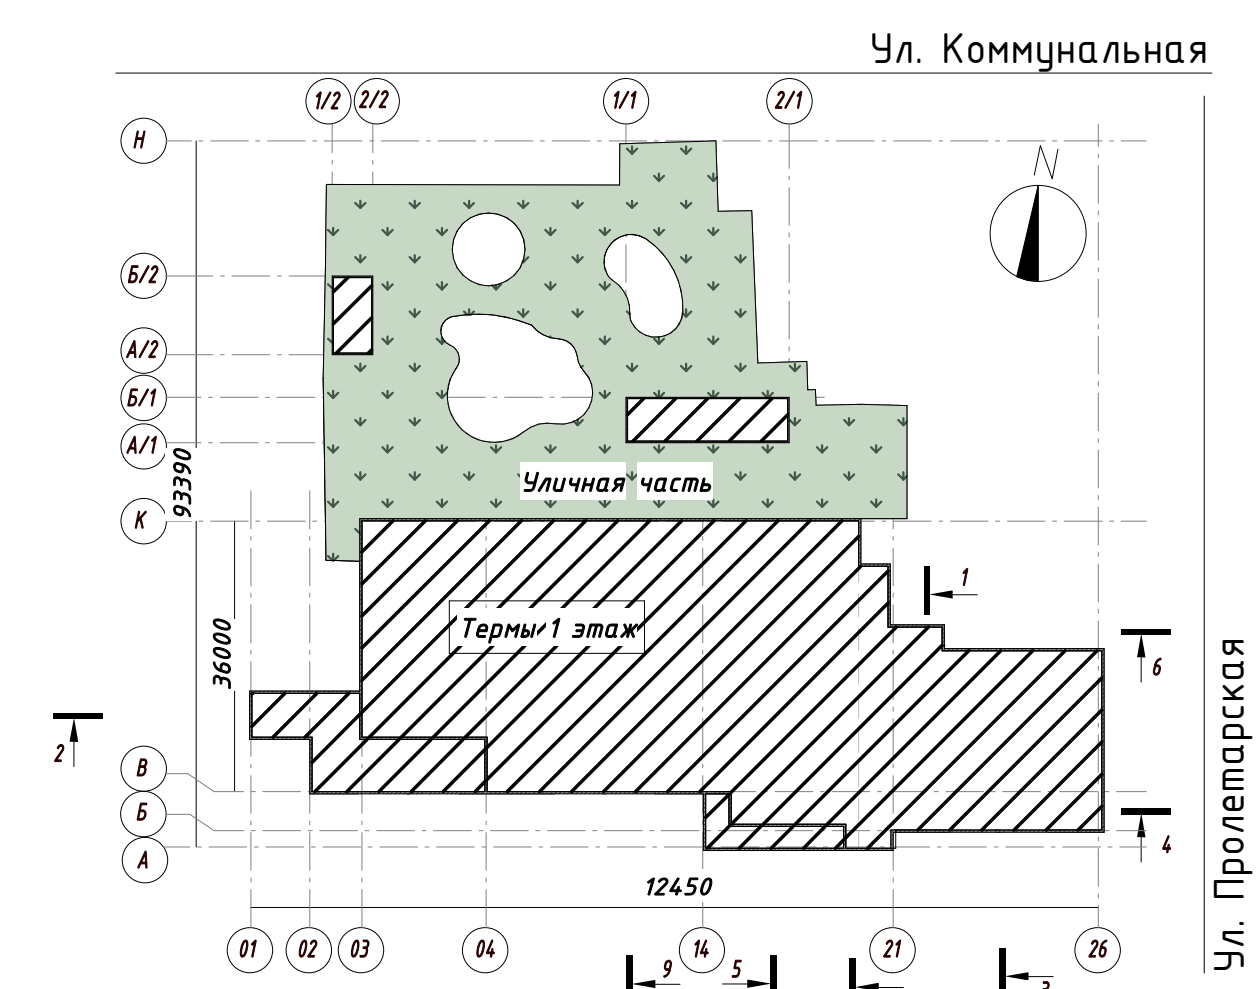 Ул. Коммунальная
1/2 2/2 1/1 2/1
Н
N
Б/2
А/2
Б/1
А/1
93390
Уличная часть
К
1
Термы 1 этаж
36000
6
Ул. Пролетарская
2
В
Б
4
А
12450
01 02 03 04 14 21 26
9 5
3